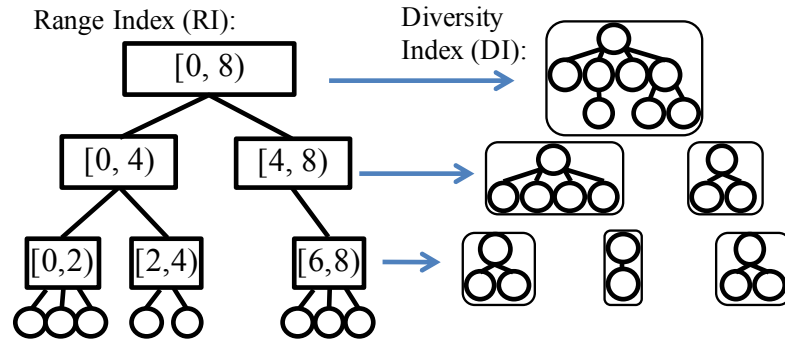 Range Index (RI):
Diversity
Index (DI):
[0, 8)
[0, 4)
[4, 8)
[0,2)
[2,4)
[6,8)